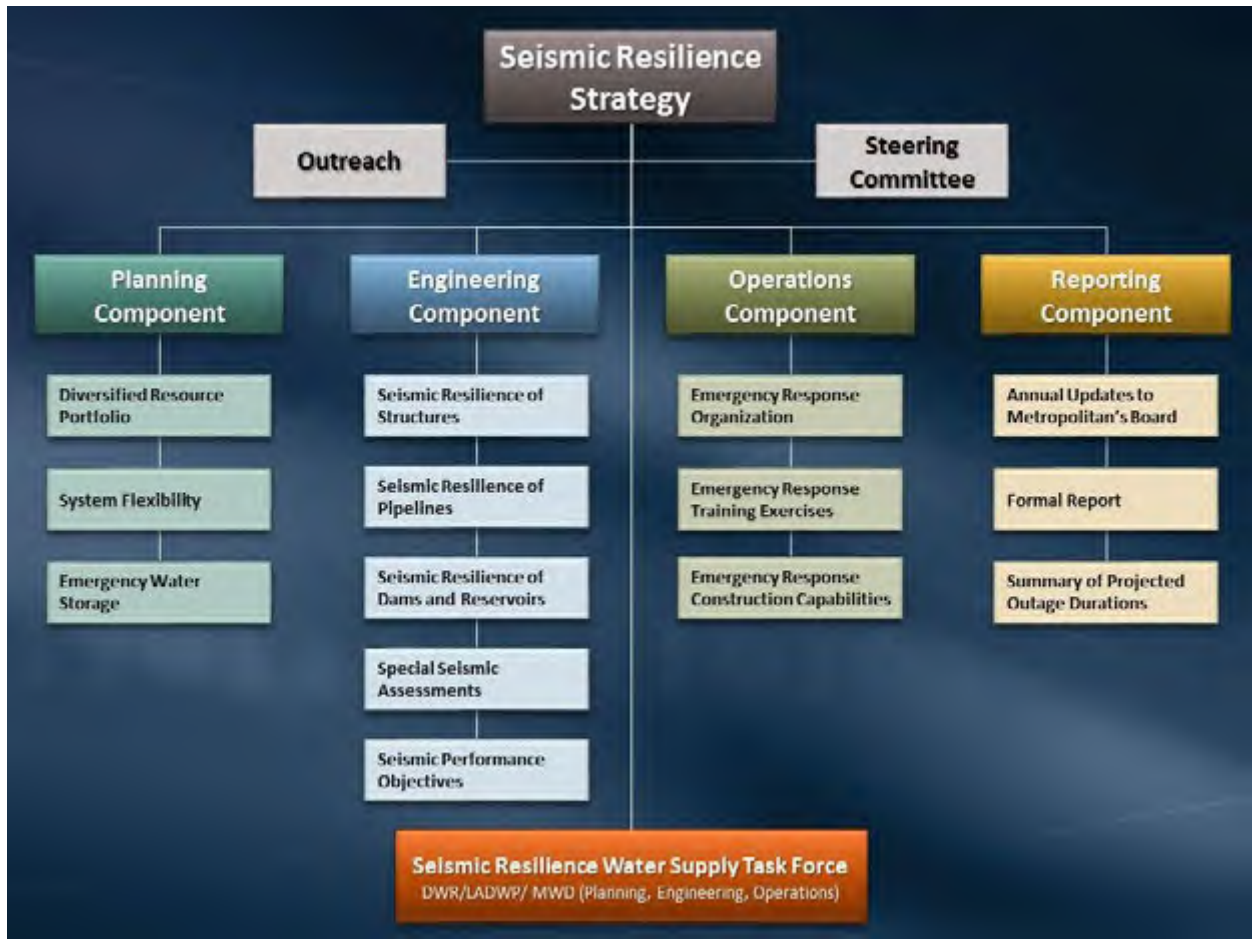 Seismic Resilience
Strategy
Outreach
Steering
Committee
Planning
Component
Engineering
Component
Operations
Component
Reporting
Component
Diversified Resource
Portfolio
System Flexibility
Emergency Water
Storage
Seismic Resilience of
Structures
Seismic Resilience of
Pipelines
Seismic Resilience of
Dams and Reservoirs
Special Seismic
Assessments
Seismic Performance
Objectives
Emergency Response
Organization
Emergency Response
Training Exercises
Emergency Response
Construction Capabilities
Annual Updates to
Metropolitan's Board
Formal Report
Summary of Projected
Outage Durations
Seismic Resilience Water Supply Task Force
DWR/LADWP/ MWD (Planning, Engineering, Operations)